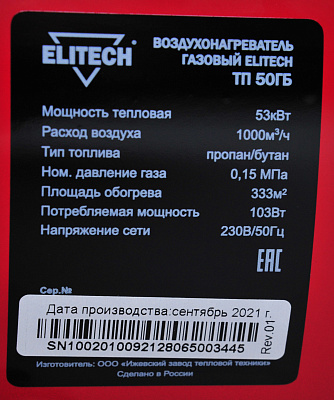 ELITECH
ВОЗДУХОНАГРЕВАТЕЛЬ
ГАЗОВЫЙ ELITECH
ТП 50ГБ
Мощность тепловая 53кВт
Расход воздуха 1000м³/ч
Тип топлива пропан/бутан
Ном. давление газа 0,15 МПа
Площадь обогрева 333м²
Потребляемая мощность 103Вт
Напряжение сети 230В/50Гц
EAC
Сер.№
Дата производства:сентябрь 2021 г.
SN10020100921280650034​45
Rev.01
Изготовитель: ООО «Ижевский завод тепловой техники»
Сделано в России